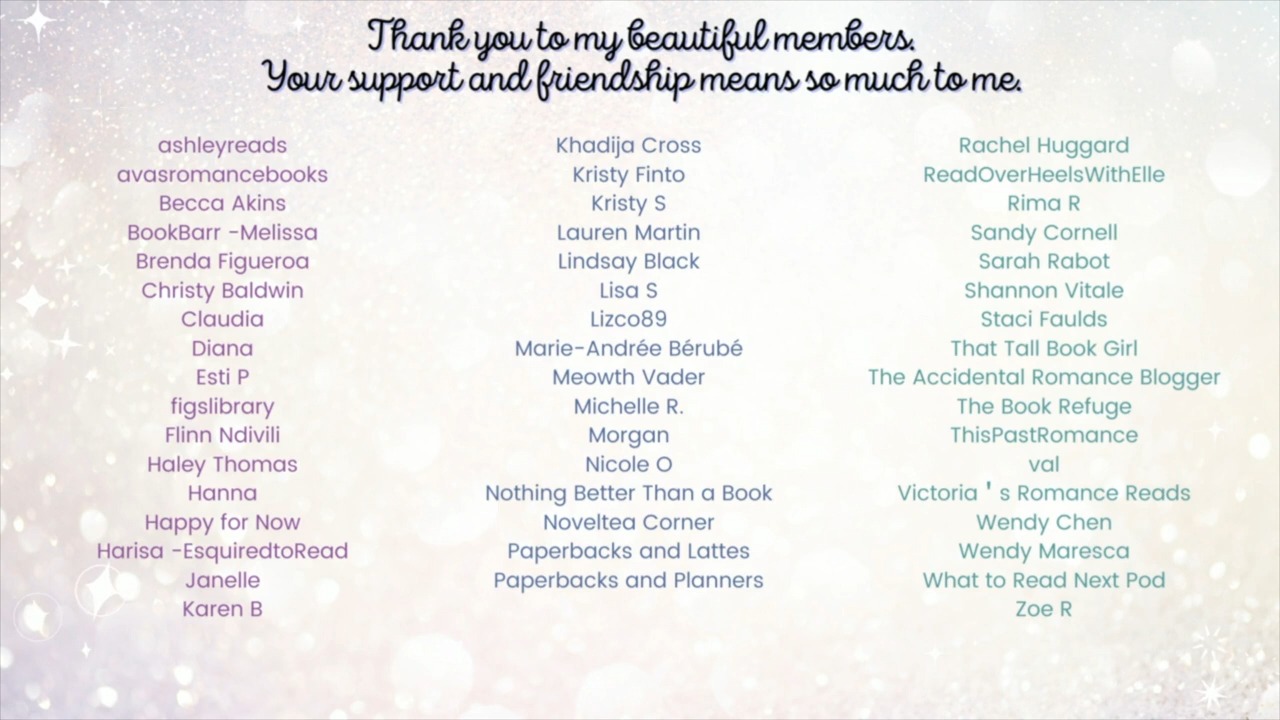 Thank you to my beautiful members.
Your support and friendship means so much to me.
ashleyreads
avasromancebooks
Becca Akins
BookBarr -Melissa
Brenda Figueroa
Christy Baldwin
Claudia
Diana
Esti P
figslibrary
Flinn Ndivili
Haley Thomas
Hanna
Happy for Now
Harisa -EsquiredtoRead
Janelle
Karen B
Khadija Cross
Kristy Finto
Kristy S
Lauren Martin
Lindsay Black
Lisa S
Lizco89
Marie-Andrée Bérubé
Meowth Vader
Michelle R.
Morgan
Nicole O
Nothing Better Than a Book
Noveltea Corner
Paperbacks and Lattes
Paperbacks and Planners
Rachel Huggard
ReadOverHeelsWithElle
Rima R
Sandy Cornell
Sarah Rabot
Shannon Vitale
Staci Faulds
That Tall Book Girl
The Accidental Romance Blogger
The Book Refuge
ThisPastRomance
val
Victoria ' s Romance Reads
Wendy Chen
Wendy Maresca
What to Read Next Pod
Zoe R